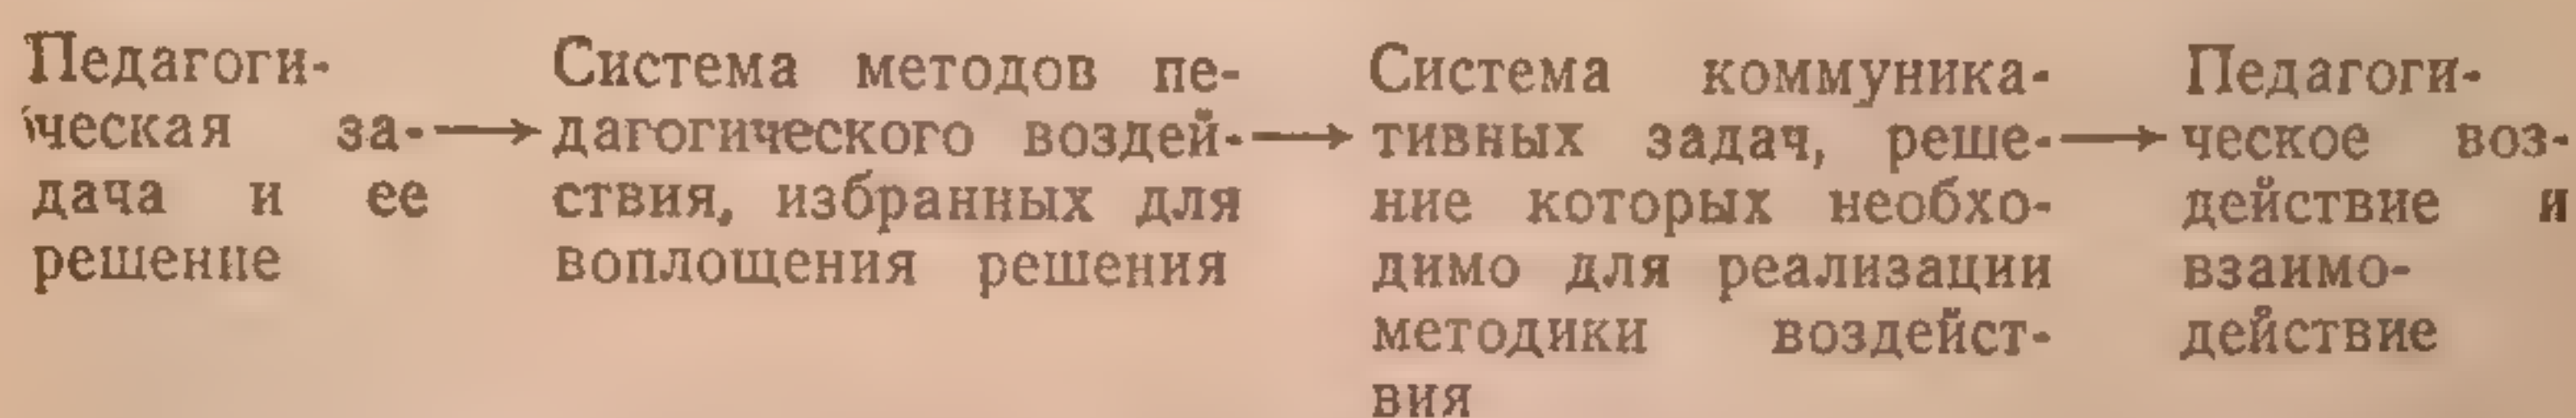 Педагоги-
ческая за-
дача и ее
решение
Система методов пе-
дагогического воздей-
ствия, избранных для
воплощения решения
Система коммуника-
тивных задач, реше-
ние которых необхо-
димо для реализации
методики воздейст-
вия
Педагоги-
ческое воз-
действие и
взаимо-
действие